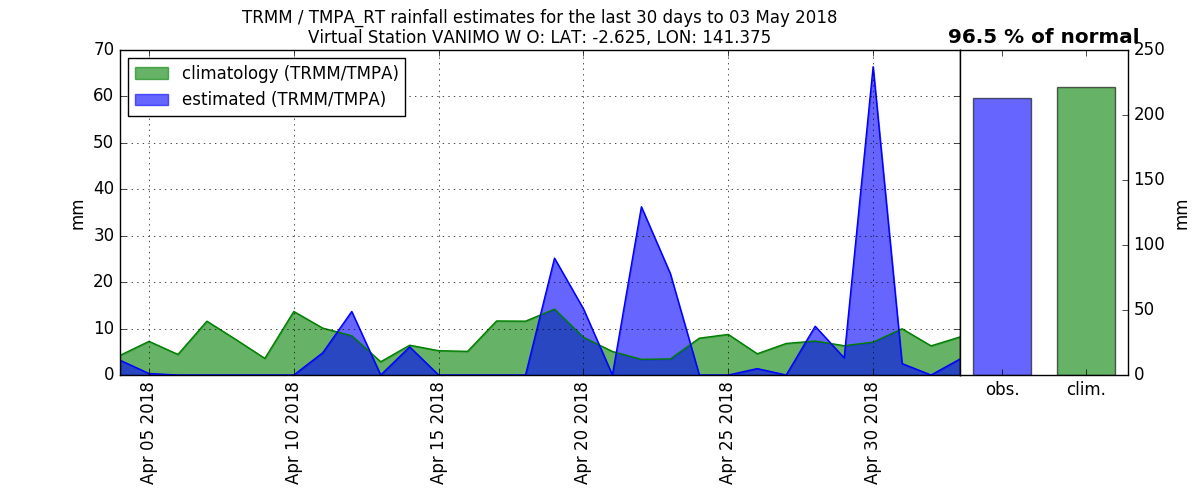 TRMM / TMPA_RT rainfall estimates for the last 30 days to 03 May 2018
Virtual Station VANIMO W O: LAT: -2.625, LON: 141.375
96.5 % of normal
climatology (TRMM/TMPA)
estimated (TRMM/TMPA)
70
60
50
40
30
20
10
0
mm
Apr 05 2018
Apr 10 2018
Apr 15 2018
Apr 20 2018
Apr 25 2018
Apr 30 2018
250
200
150
100
50
0
mm
obs.
clim.